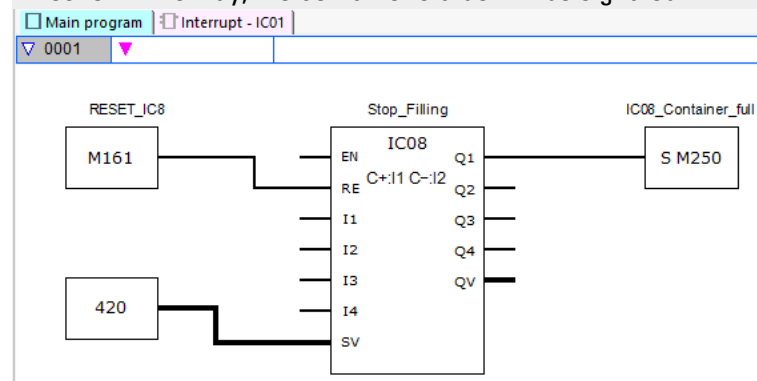 Main program Interrupt - IC01
0001
RESET_IC8 Stop_Filling IC08_Container_full
IC08
M161 EN Q1 S M250
C+:I1 C-:I2
RE Q2
I1 Q3
I2 Q4
I3 QV
420 I4
SV